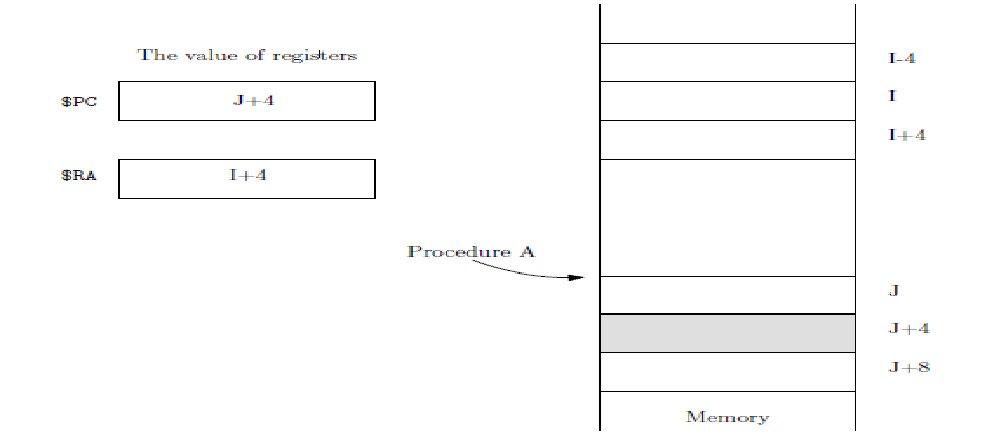 The value of registers
$PC
J+4
$RA
I+4
Procedure A
I-4
I
I+4
J
J+4
J+8
Memory